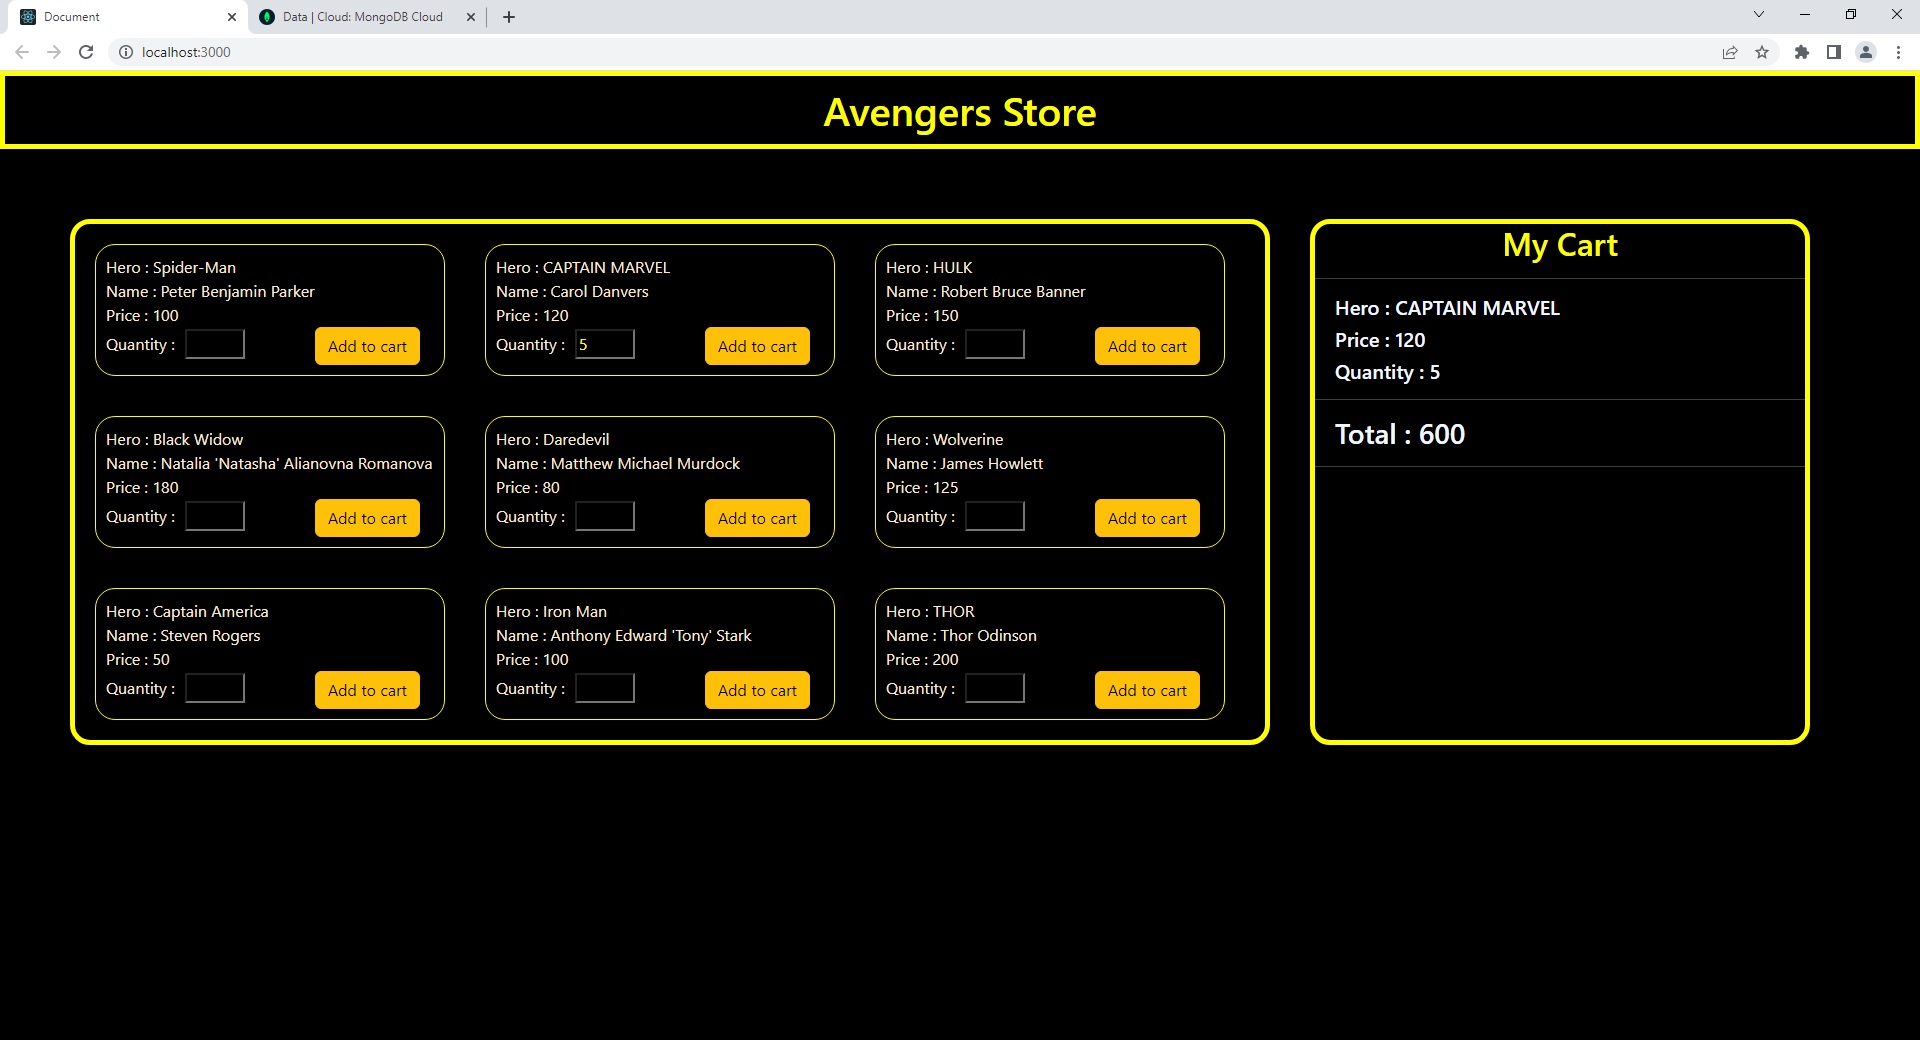 Document
Data | Cloud: MongoDB Cloud
localhost:3000
Avengers Store
Hero : Spider-Man
Name : Peter Benjamin Parker
Price : 100
Quantity :
Add to cart
Hero : CAPTAIN MARVEL
Name : Carol Danvers
Price : 120
Quantity : 5
Add to cart
Hero : HULK
Name : Robert Bruce Banner
Price : 150
Quantity :
Add to cart
Hero : Black Widow
Name : Natalia 'Natasha' Alianovna Romanova
Price : 180
Quantity :
Add to cart
Hero : Daredevil
Name : Matthew Michael Murdock
Price : 80
Quantity :
Add to cart
Hero : Wolverine
Name : James Howlett
Price : 125
Quantity :
Add to cart
Hero : Captain America
Name : Steven Rogers
Price : 50
Quantity :
Add to cart
Hero : Iron Man
Name : Anthony Edward 'Tony' Stark
Price : 100
Quantity :
Add to cart
Hero : THOR
Name : Thor Odinson
Price : 200
Quantity :
Add to cart
My Cart
Hero : CAPTAIN MARVEL
Price : 120
Quantity : 5
Total : 600